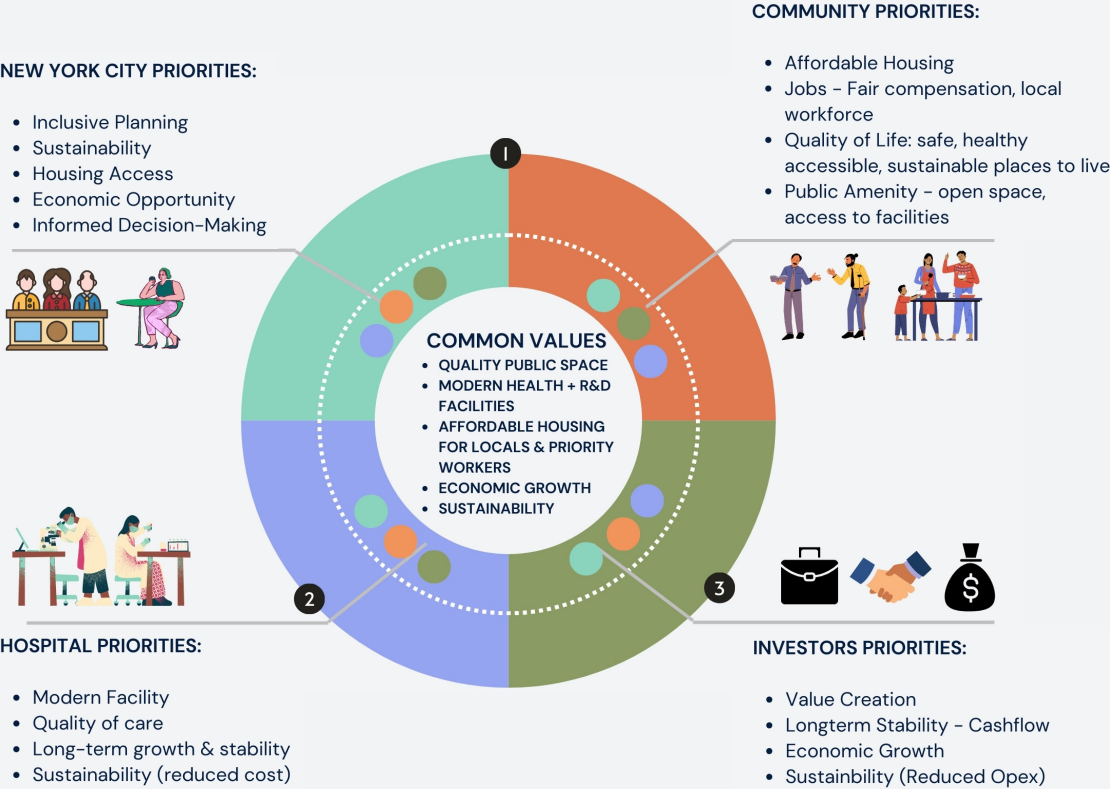 COMMUNITY PRIORITIES:
• Affordable Housing
• Jobs - Fair compensation, local
workforce
• Quality of Life: safe, healthy
accessible, sustainable places to live
• Public Amenity - open space,
access to facilities
NEW YORK CITY PRIORITIES:
• Inclusive Planning
• Sustainability
• Housing Access
• Economic Opportunity
• Informed Decision-Making
1
COMMON VALUES
• QUALITY PUBLIC SPACE
• MODERN HEALTH + R&D
FACILITIES
• AFFORDABLE HOUSING
FOR LOCALS & PRIORITY
WORKERS
• ECONOMIC GROWTH
• SUSTAINABILITY
2
3
$
HOSPITAL PRIORITIES:
• Modern Facility
• Quality of care
• Long-term growth & stability
• Sustainability (reduced cost)
INVESTORS PRIORITIES:
• Value Creation
• Longterm Stability - Cashflow
• Economic Growth
• Sustainbility (Reduced Opex)